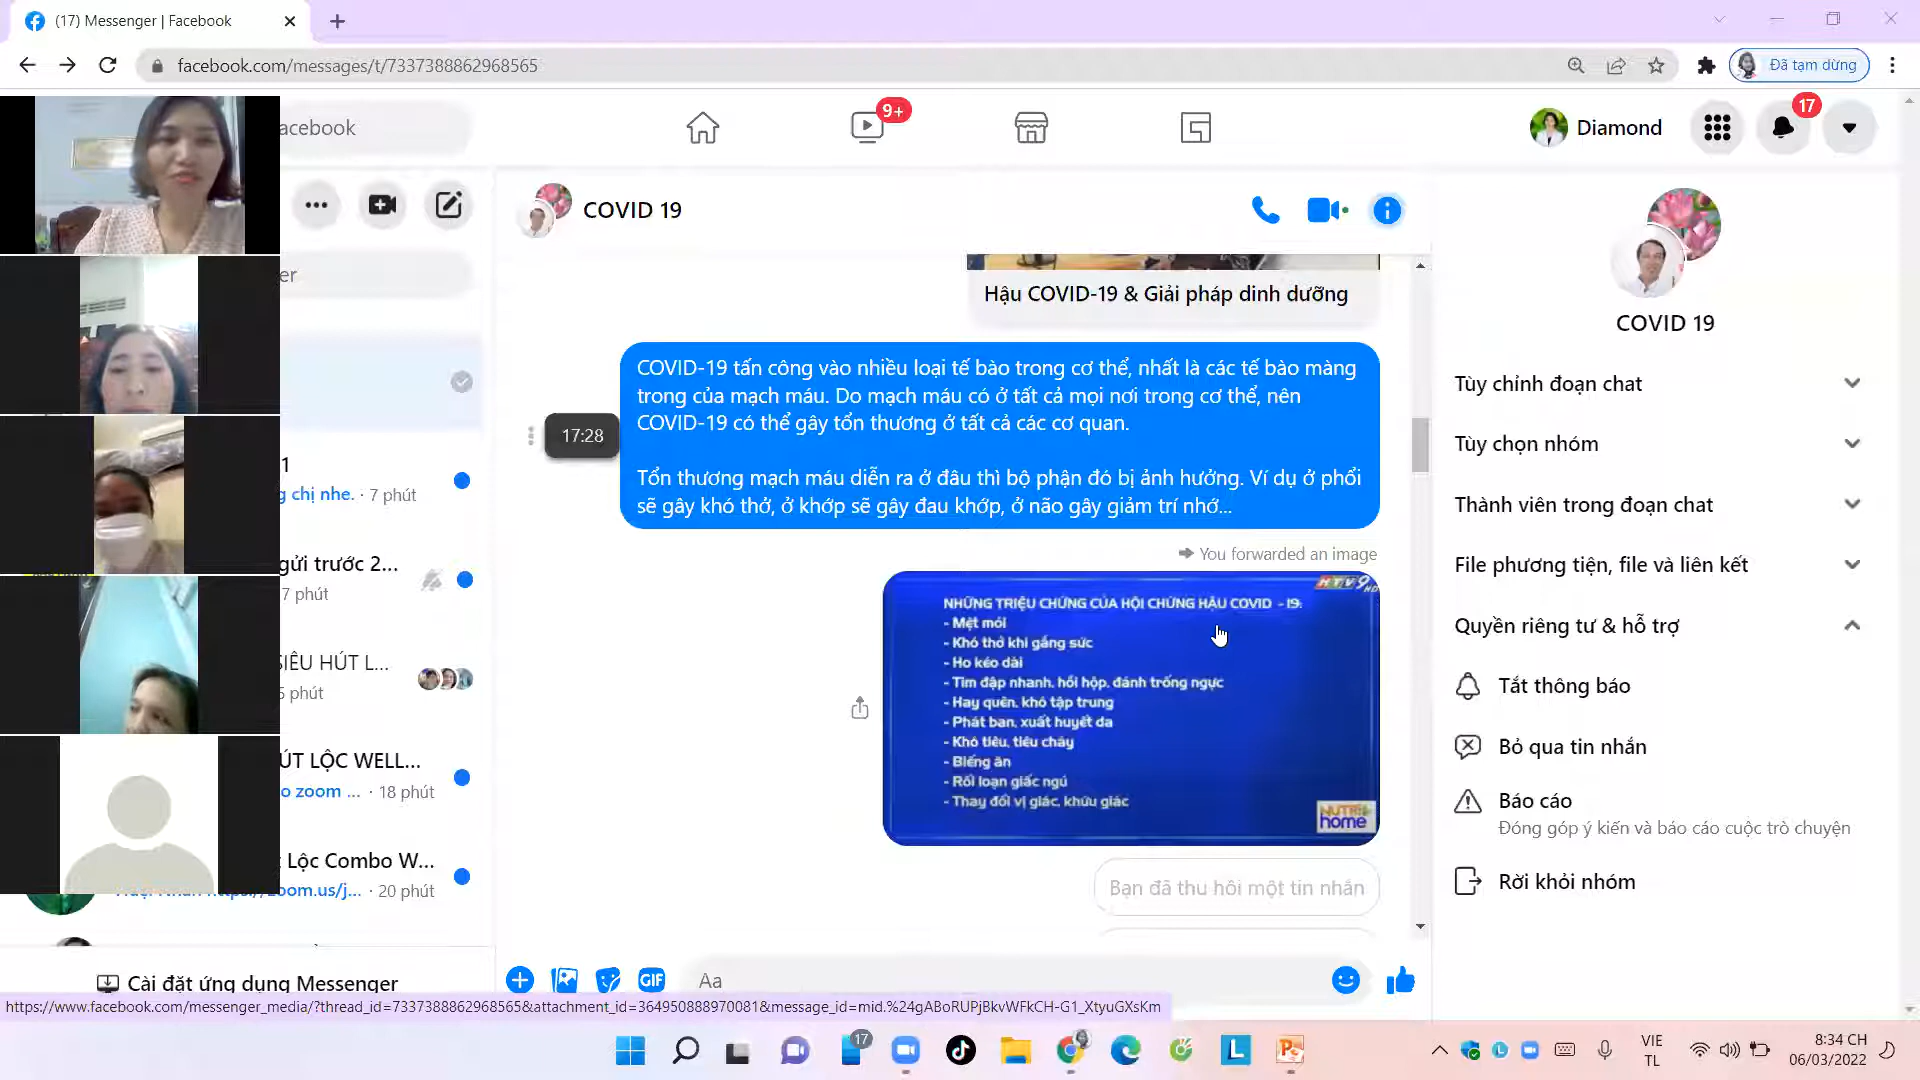 (17) Messenger | Facebook
facebook.com/messages/t/7337388862968565
Đã tạm dừng
acebook
9+
Diamond
17
er
COVID 19
Hậu COVID-19 & Giải pháp dinh dưỡng
17:28
COVID-19 tấn công vào nhiều loại tế bào trong cơ thể, nhất là các tế bào màng
trong của mạch máu. Do mạch máu có ở tất cả mọi nơi trong cơ thể, nên
COVID-19 có thể gây tổn thương ở tất cả các cơ quan.
Tổn thương mạch máu diễn ra ở đâu thì bộ phận đó bị ảnh hưởng. Ví dụ ở phổi
sẽ gây khó thở, ở khớp sẽ gây đau khớp, ở não gây giảm trí nhớ...
You forwarded an image
HTV9 HD
NHỮNG TRIỆU CHỨNG CỦA HỘI CHỨNG HẬU COVID - 19:
- Mệt mỏi
- Khó thở khi gắng sức
- Ho kéo dài
- Tim đập nhanh, hồi hộp, đánh trống ngực
- Hay quên, khó tập trung
- Phát ban, xuất huyết da
- Khó tiêu, tiêu chảy
- Biếng ăn
- Rối loạn giấc ngủ
- Thay đổi vị giác, khứu giác
NUTRI home
Bạn đã thu hồi một tin nhắn
Aa
GIF
1
g chị nhe. · 7 phút
gửi trước 2...
7 phút
SIÊU HÚT L...
5 phút
ÚT LỘC WELL...
o zoom ... · 18 phút
Lộc Combo W...
zoom.us/j... · 20 phút
Cài đặt ứng dụng Messenger
COVID 19
Tùy chỉnh đoạn chat
Tùy chọn nhóm
Thành viên trong đoạn chat
File phương tiện, file và liên kết
Quyền riêng tư & hỗ trợ
Tắt thông báo
Bỏ qua tin nhắn
Báo cáo
Đóng góp ý kiến và báo cáo cuộc trò chuyện
Rời khỏi nhóm
https://www.facebook.com/messenger_media/?thread_id=7337388862968565&attachment_id=364950888970081&message_id=mid.%24gABoRUPjBkvWFkCH-G1_XtyuGXsKm
17
L
VIE
TL
8:34 CH
06/03/2022